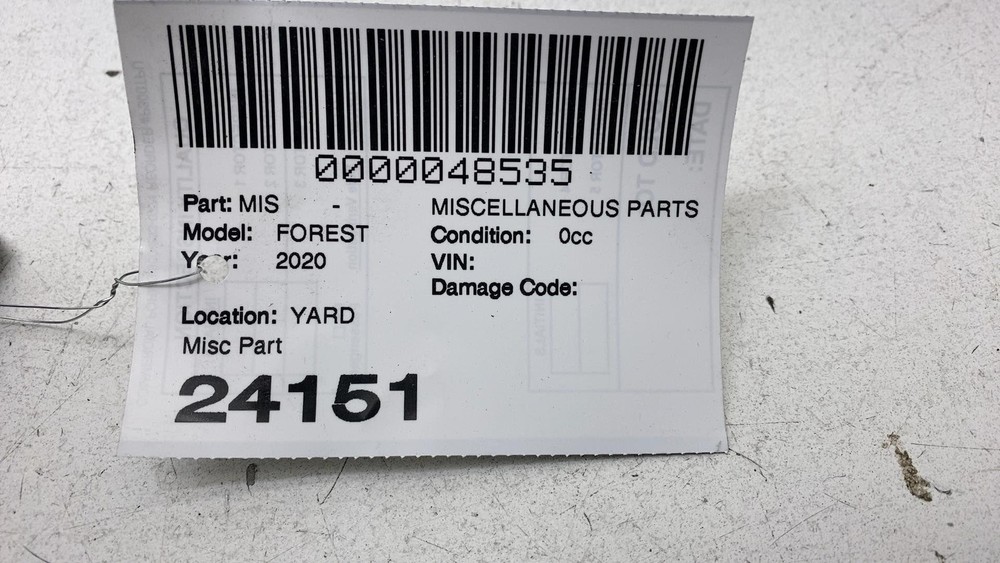 0000048535
Part: MIS - MISCELLANEOUS PARTS
Model: FOREST Condition: 0cc
Year: 2020 VIN:
Damage Code:
Location: YARD
Misc Part
24151